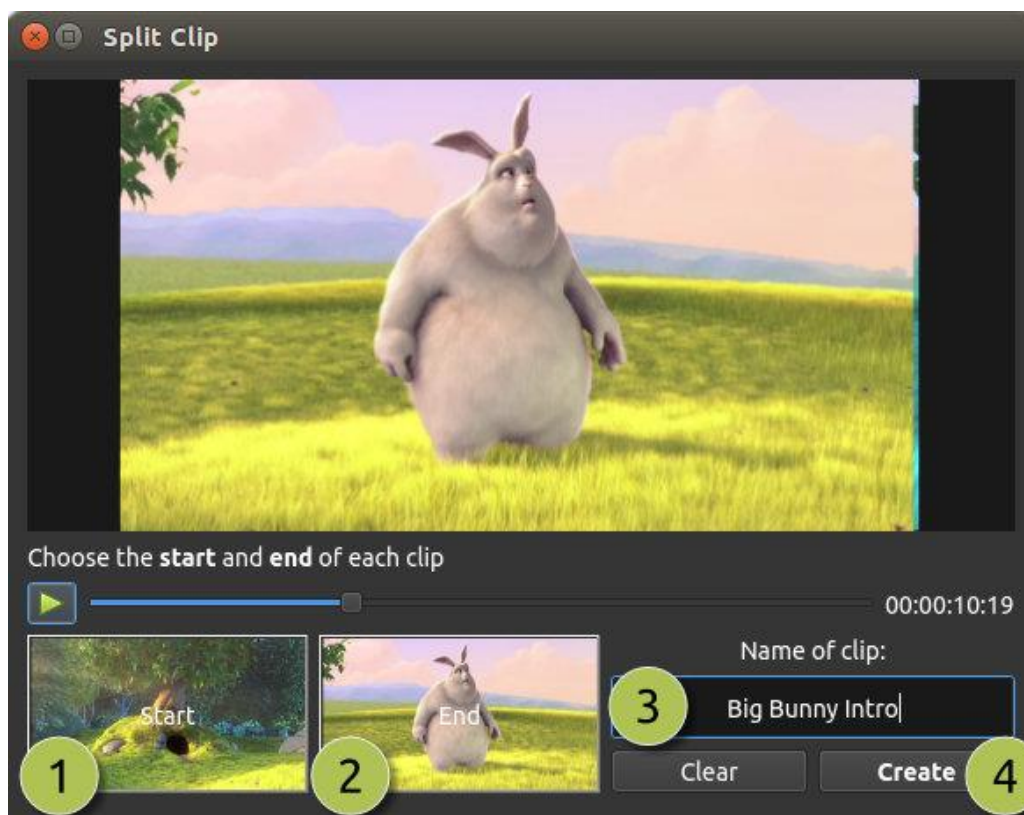 Split Clip
Choose the start and end of each clip
00:00:10:19
Name of clip:
Start
End
3
Big Bunny Intro
1
2
Clear
Create
4